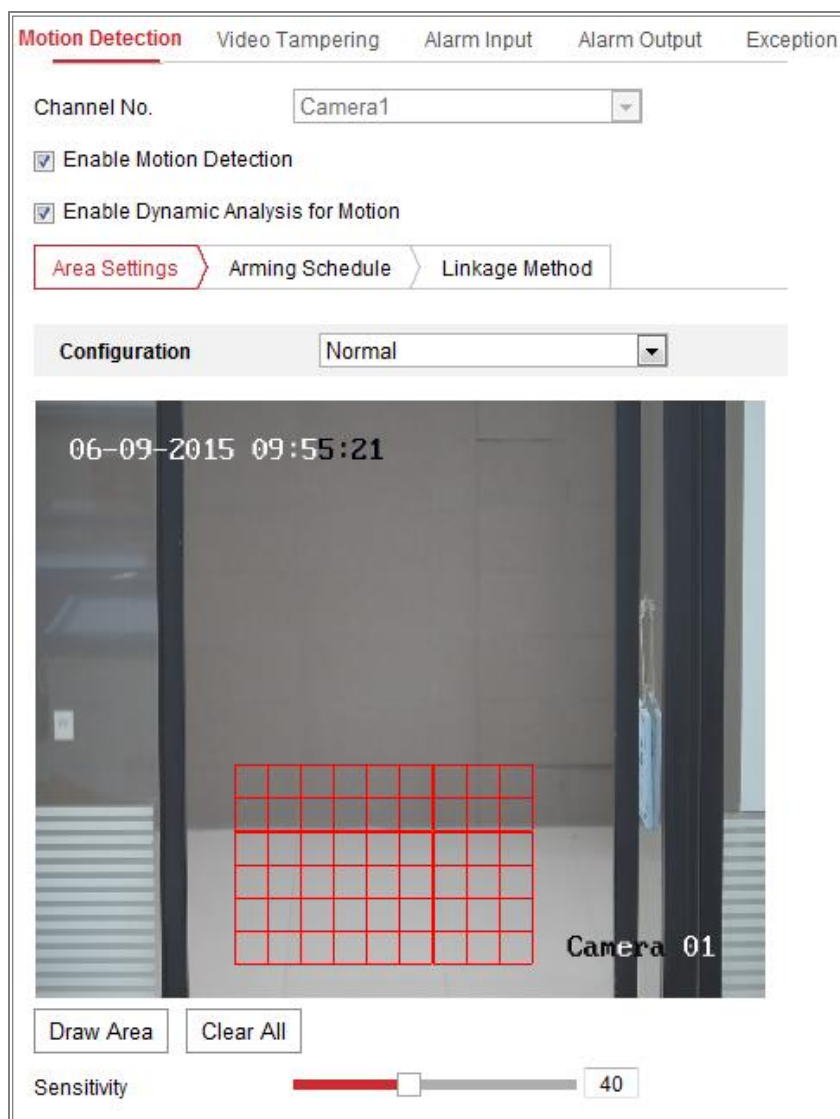 Motion Detection Video Tampering Alarm Input Alarm Output Exception
Channel No. Camera1
Enable Motion Detection
Enable Dynamic Analysis for Motion
Area Settings Arming Schedule Linkage Method
Configuration Normal
06-09-2015 09:55:21
Camera 01
Draw Area Clear All
Sensitivity 40